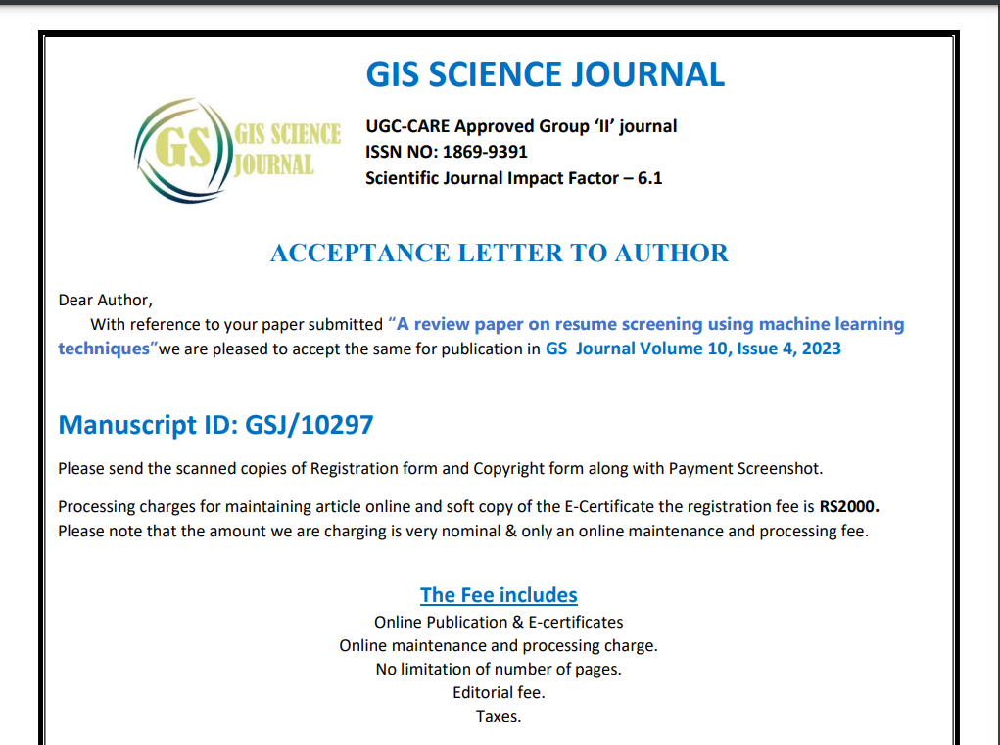 GIS SCIENCE JOURNAL
GS GIS SCIENCE
JOURNAL
UGC-CARE Approved Group ‘II’ journal
ISSN NO: 1869-9391
Scientific Journal Impact Factor – 6.1
ACCEPTANCE LETTER TO AUTHOR
Dear Author,
With reference to your paper submitted “A review paper on resume screening using machine learning
techniques”we are pleased to accept the same for publication in GS Journal Volume 10, Issue 4, 2023
Manuscript ID: GSJ/10297
Please send the scanned copies of Registration form and Copyright form along with Payment Screenshot.
Processing charges for maintaining article online and soft copy of the E-Certificate the registration fee is RS2000.
Please note that the amount we are charging is very nominal & only an online maintenance and processing fee.
The Fee includes
Online Publication & E-certificates
Online maintenance and processing charge.
No limitation of number of pages.
Editorial fee.
Taxes.